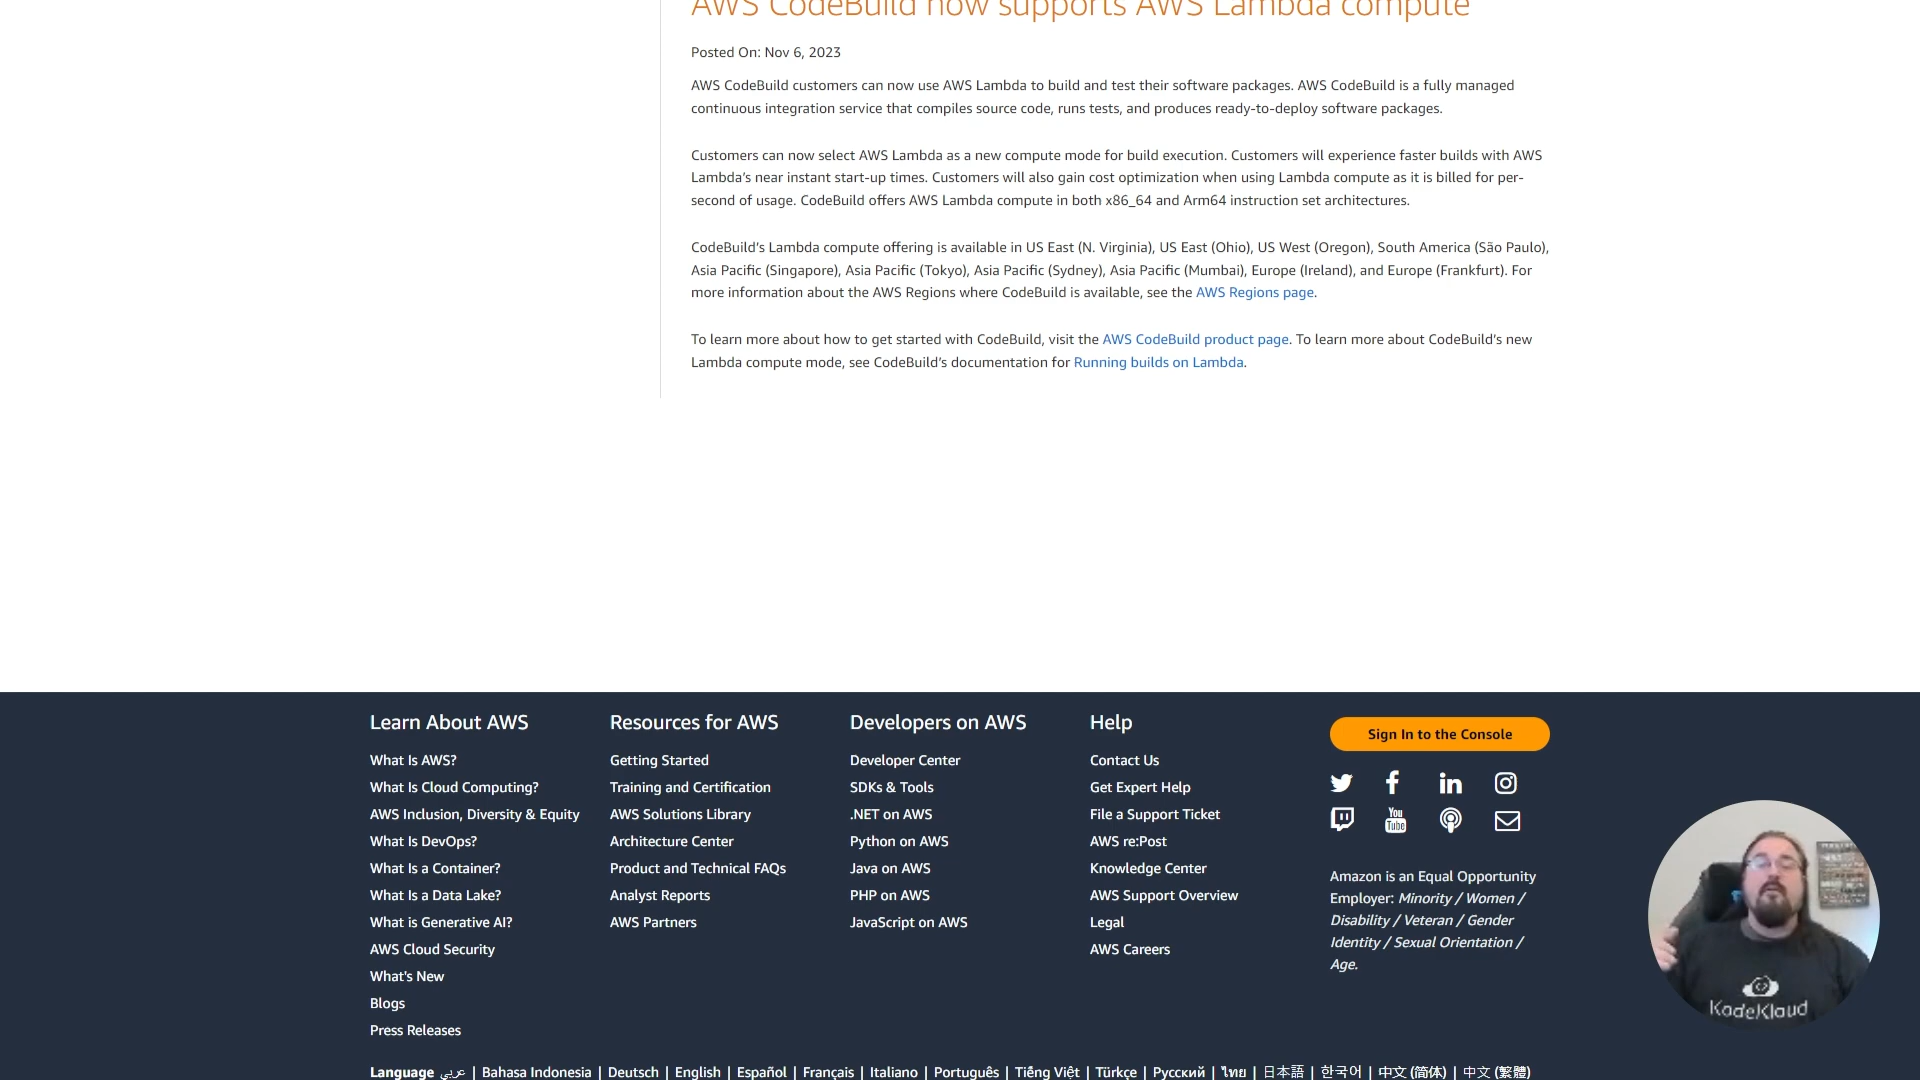 AWS CodeBuild now supports AWS Lambda compute
Posted On: Nov 6, 2023
AWS CodeBuild customers can now use AWS Lambda to build and test their software packages. AWS CodeBuild is a fully managed
continuous integration service that compiles source code, runs tests, and produces ready-to-deploy software packages.
Customers can now select AWS Lambda as a new compute mode for build execution. Customers will experience faster builds with AWS
Lambda's near instant start-up times. Customers will also gain cost optimization when using Lambda compute as it is billed for per-
second of usage. CodeBuild offers AWS Lambda compute in both x86_64 and Arm64 instruction set architectures.
CodeBuild's Lambda compute offering is available in US East (N. Virginia), US East (Ohio), US West (Oregon), South America (São Paulo),
Asia Pacific (Singapore), Asia Pacific (Tokyo), Asia Pacific (Sydney), Asia Pacific (Mumbai), Europe (Ireland), and Europe (Frankfurt). For
more information about the AWS Regions where CodeBuild is available, see the AWS Regions page.
To learn more about how to get started with CodeBuild, visit the AWS CodeBuild product page. To learn more about CodeBuild's new
Lambda compute mode, see CodeBuild's documentation for Running builds on Lambda.
Learn About AWS
What Is AWS?
What Is Cloud Computing?
AWS Inclusion, Diversity & Equity
What Is DevOps?
What Is a Container?
What Is a Data Lake?
What is Generative AI?
AWS Cloud Security
What's New
Blogs
Press Releases
Resources for AWS
Getting Started
Training and Certification
AWS Solutions Library
Architecture Center
Product and Technical FAQs
Analyst Reports
AWS Partners
Developers on AWS
Developer Center
SDKs & Tools
.NET on AWS
Python on AWS
Java on AWS
PHP on AWS
JavaScript on AWS
Help
Contact Us
Get Expert Help
File a Support Ticket
AWS re:Post
Knowledge Center
AWS Support Overview
Legal
AWS Careers
Sign In to the Console
You
Tube
Amazon is an Equal Opportunity
Employer: Minority / Women /
Disability / Veteran / Gender
Identity / Sexual Orientation /
Age.
KodeKloud
Language عربي | Bahasa Indonesia | Deutsch | English | Español | Français | Italiano | Português | Tiếng Việt | Türkçe | Ρусский | ไทย | 日本語 | 한국어 | 中文 (简体) | 中文 (繁體)